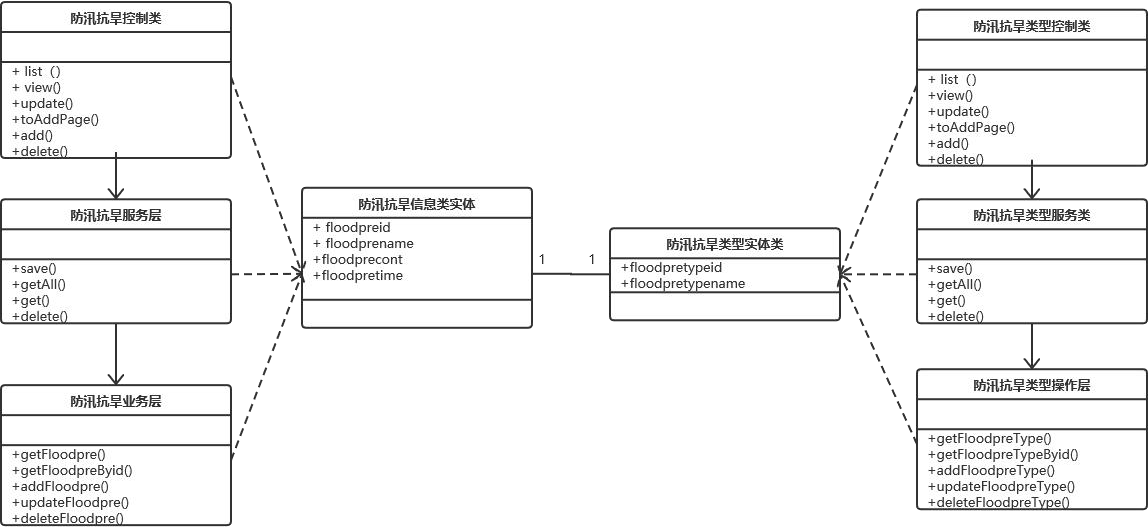 防汛抗旱控制类
+ list（）
+ view()
+update()
+toAddPage()
+add()
+delete()
防汛抗旱服务层
+save()
+getAll()
+get()
+delete()
防汛抗旱业务层
+getFloodpre()
+getFloodpreByid()
+addFloodpre()
+updateFloodpre()
+deleteFloodpre()
防汛抗旱信息类实体
+ floodpreid
+ floodprename
+floodprecont
+floodpretime
1
1
防汛抗旱类型实体类
+floodpretypeid
+floodpretypename
防汛抗旱类型控制类
+ list（）
+view()
+update()
+toAddPage()
+add()
+delete()
防汛抗旱类型服务类
+save()
+getAll()
+get()
+delete()
防汛抗旱类型操作层
+getFloodpreType()
+getFloodpreTypeByid()
+addFloodpreType()
+updateFloodpreType()
+deleteFloodpreType()